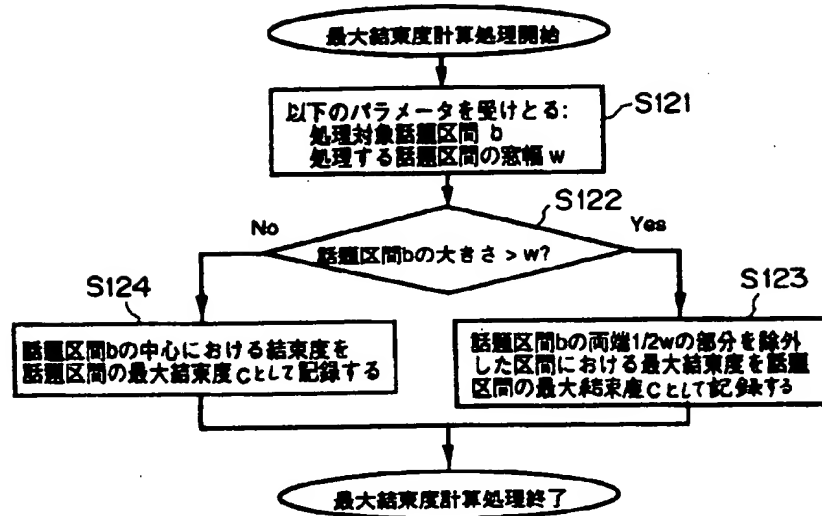 最大結束度計算処理開始
S121
以下のパラメータを受けとる:
処理対象話題区間 b
処理する話題区間の窓幅 w
S122
No
Yes
話題区間bの大きさ > w?
S124
S123
話題区間bの中心における結束度を
話題区間の最大結束度Cとして記録する
話題区間bの両端1/2wの部分を除外
した区間における最大結束度を話題
区間の最大結束度Cとして記録する
最大結束度計算処理終了